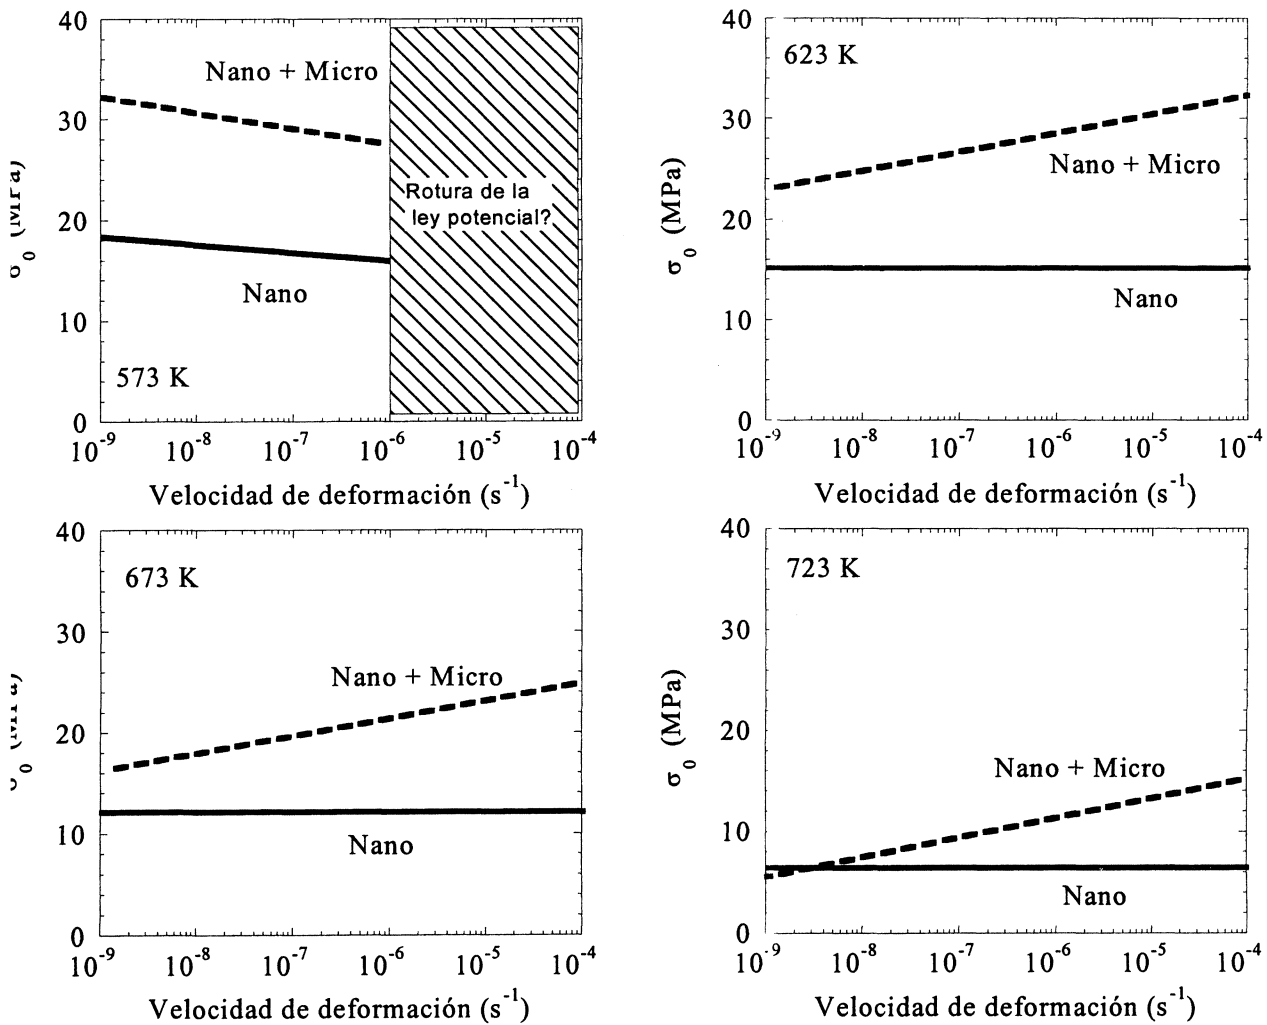 40
30
20
10
0
σ0 (MPa)
Nano + Micro
Rotura de la
ley potencial?
Nano
573 K
10-9
10-8
10-7
10-6
10-5
10-4
Velocidad de deformación (s-1)
40
30
20
10
0
σ0 (MPa)
623 K
Nano + Micro
Nano
10-9
10-8
10-7
10-6
10-5
10-4
Velocidad de deformación (s-1)
40
30
20
10
0
σ0 (MPa)
673 K
Nano + Micro
Nano
10-9
10-8
10-7
10-6
10-5
10-4
Velocidad de deformación (s-1)
40
30
20
10
0
σ0 (MPa)
723 K
Nano + Micro
Nano
10-9
10-8
10-7
10-6
10-5
10-4
Velocidad de deformación (s-1)